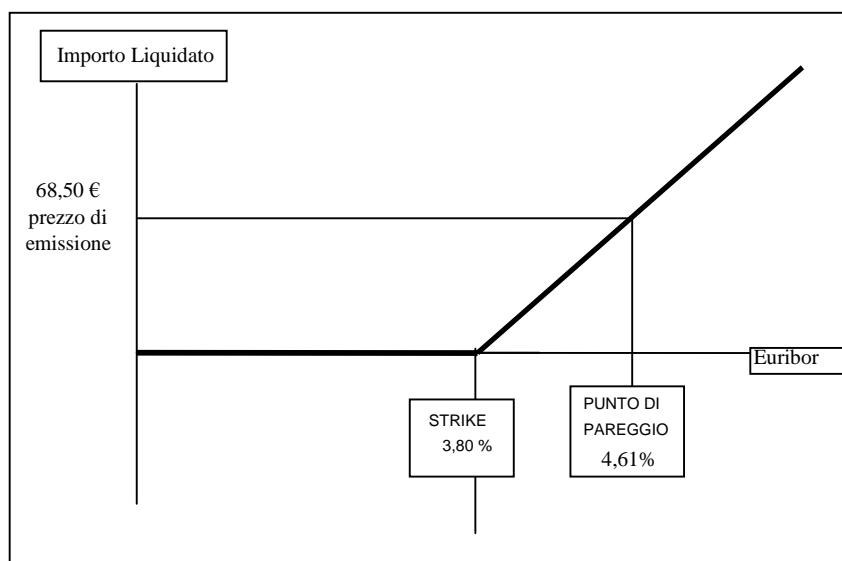 Importo Liquidato
68,50 €
prezzo di
emissione
Euribor
STRIKE
3,80 %
PUNTO DI
PAREGGIO
4,61%